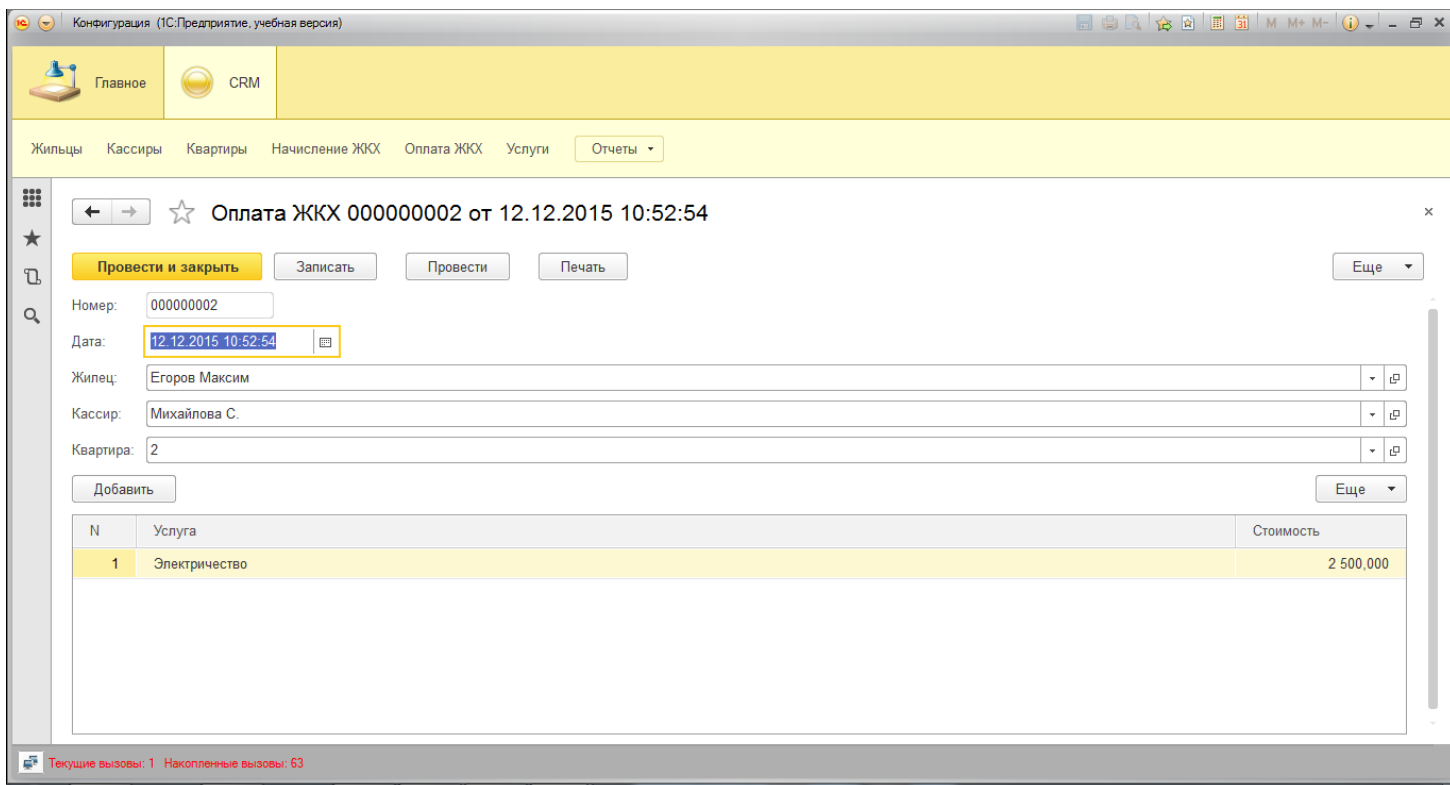 Конфигурация (1С:Предприятие, учебная версия)
31 M M+ M-
Главное CRM
Жильцы Кассиры Квартиры Начисление ЖКХ Оплата ЖКХ Услуги Отчеты
Оплата ЖКХ 000000002 от 12.12.2015 10:52:54
Провести и закрыть Записать Провести Печать Еще
Номер: 000000002
Дата: 12.12.2015 10:52:54
Жилец: Егоров Максим
Кассир: Михайлова С.
Квартира: 2
Добавить Еще
N Услуга Стоимость
1 Электричество 2 500,000
Текущие вызовы: 1 Накопленные вызовы: 63